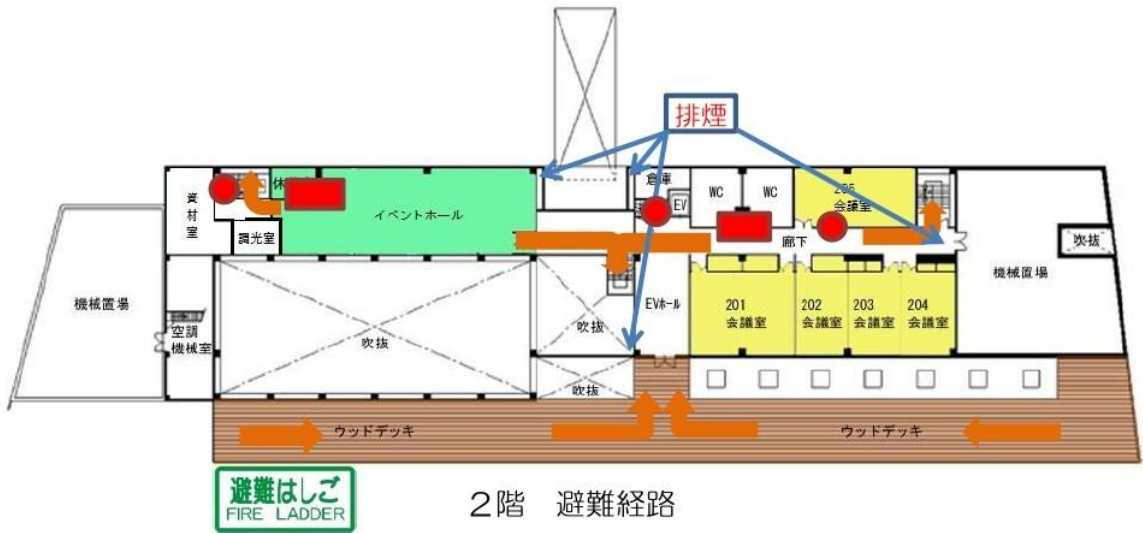 排煙
休
倉庫
資
材
室
イベントホール
EV
WC
WC
205
会議室
調光室
廊下
吹抜
機械置場
機械置場
EVホール
201
会議室
202
会議室
203
会議室
204
会議室
空調
機械室
吹抜
吹抜
吹抜
ウッドデッキ
ウッドデッキ
避難はしご
FIRE LADDER
2階 避難経路